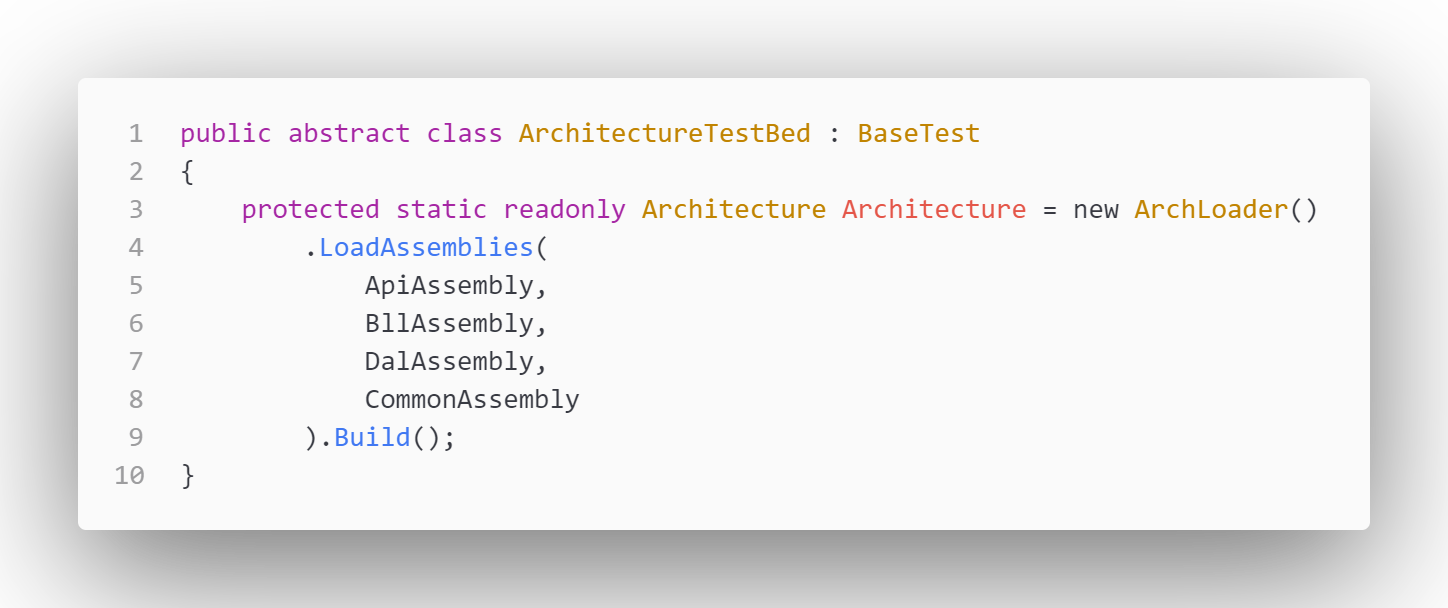 1 public abstract class ArchitectureTestBed : BaseTest
2 {
3     protected static readonly Architecture Architecture = new ArchLoader()
4         .LoadAssemblies(
5             ApiAssembly,
6             BllAssembly,
7             DalAssembly,
8             CommonAssembly
9         ).Build();
10 }